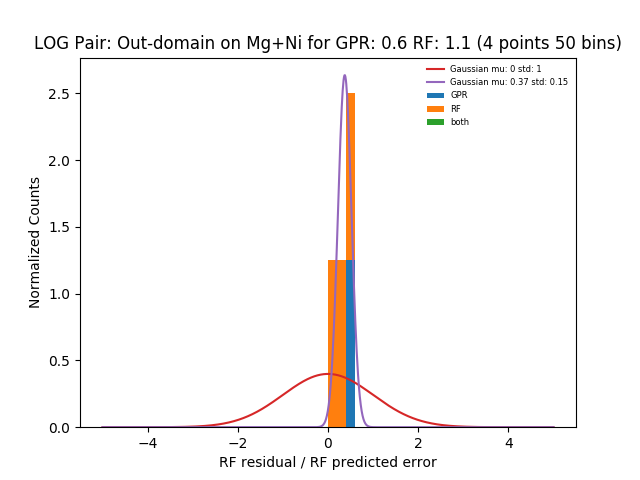 LOG Pair: Out-domain on Mg+Ni for GPR: 0.6 RF: 1.1 (4 points 50 bins)
Gaussian mu: 0 std: 1
Gaussian mu: 0.37 std: 0.15
GPR
RF
both
Normalized Counts
2.5
2.0
1.5
1.0
0.5
0.0
−4 −2 0 2 4
RF residual / RF predicted error